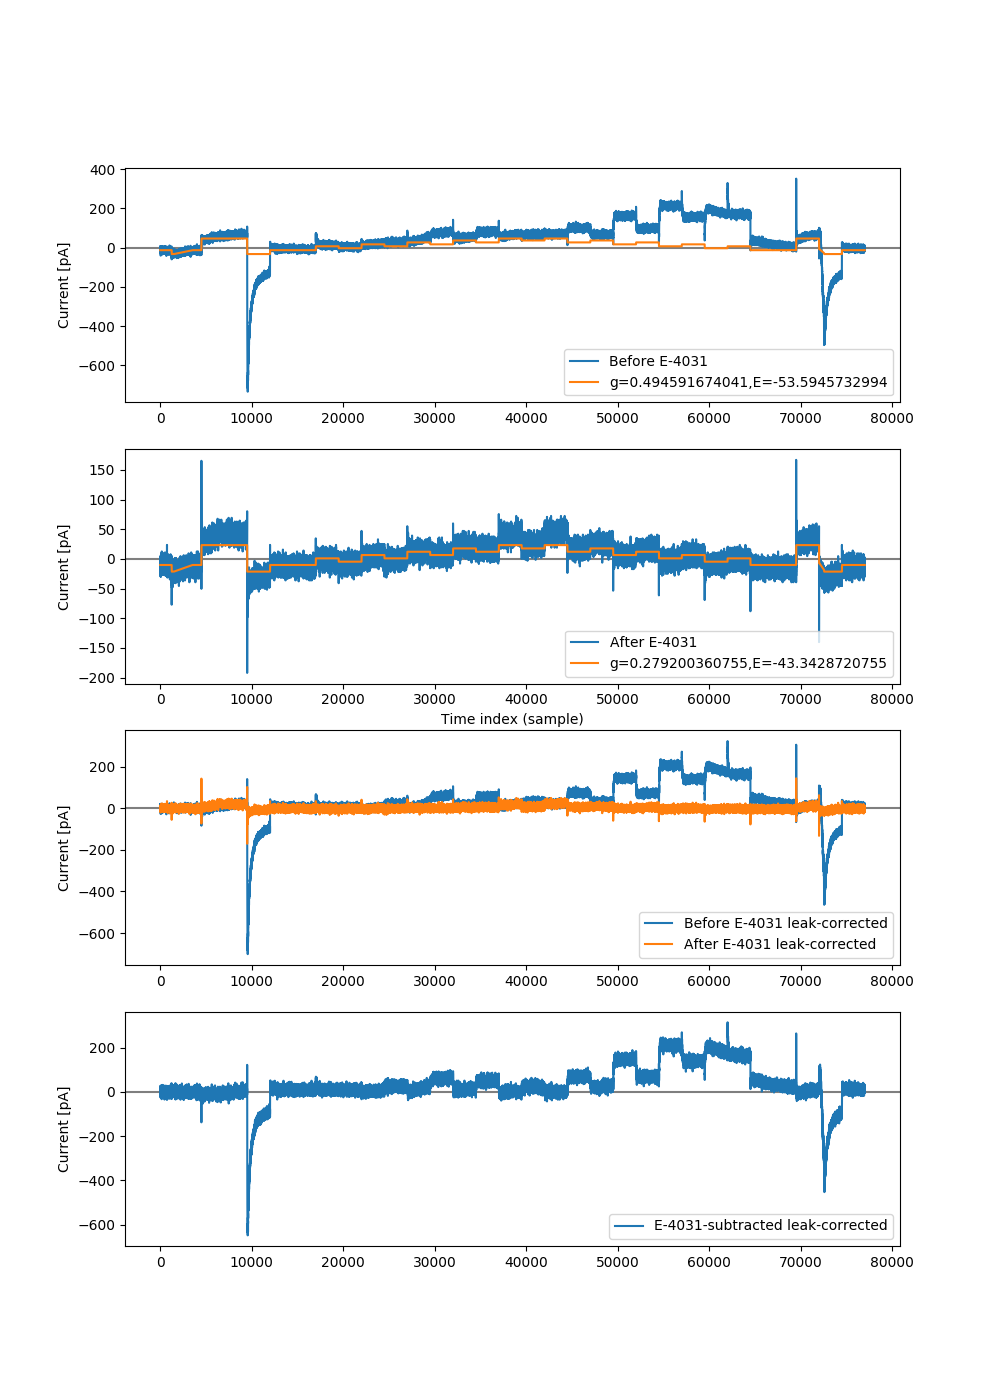 400
200
0
−200
−400
−600
Current [pA]
Before E-4031
g=0.494591674041,E=-53.5945732994
0 10000 20000 30000 40000 50000 60000 70000 80000
150
100
50
0
−50
−100
−150
−200
Current [pA]
After E-4031
g=0.279200360755,E=-43.3428720755
0 10000 20000 30000 40000 50000 60000 70000 80000
Time index (sample)
200
0
−200
−400
−600
Current [pA]
Before E-4031 leak-corrected
After E-4031 leak-corrected
0 10000 20000 30000 40000 50000 60000 70000 80000
200
0
−200
−400
−600
Current [pA]
E-4031-subtracted leak-corrected
0 10000 20000 30000 40000 50000 60000 70000 80000